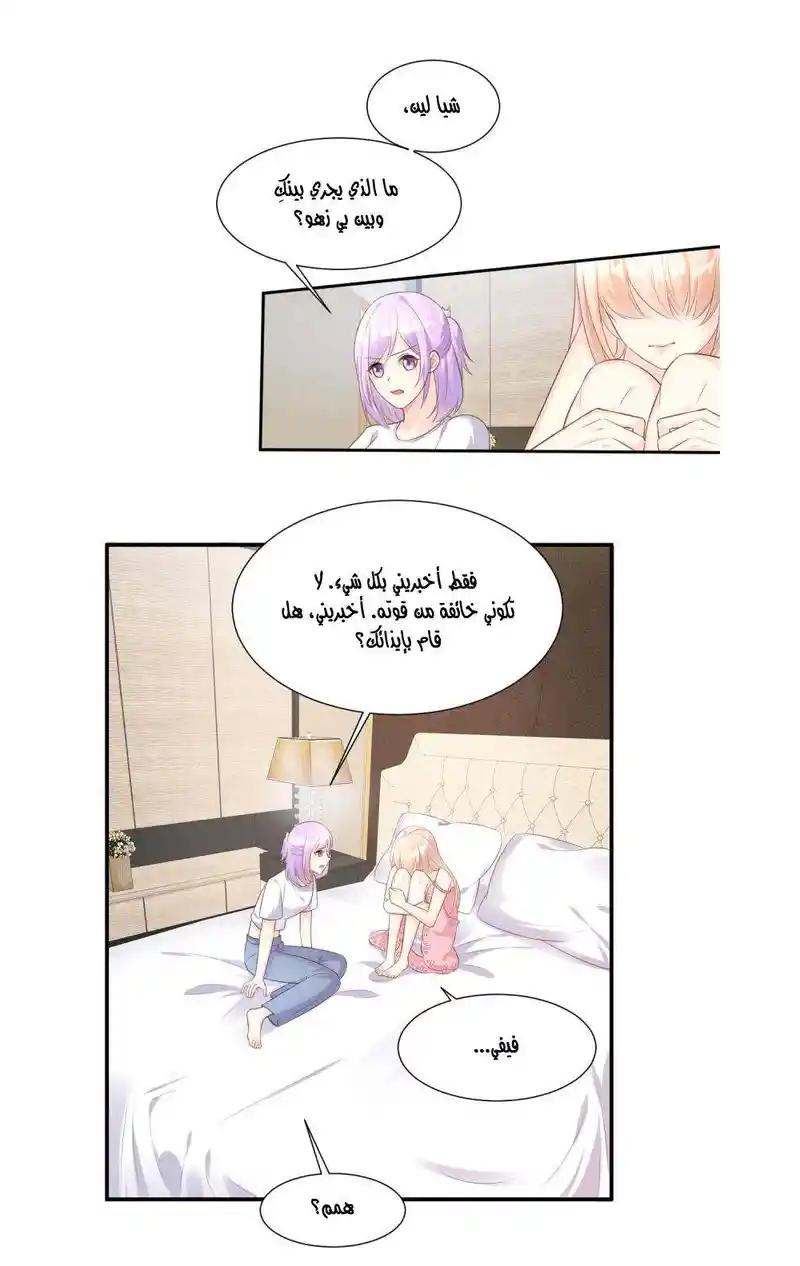 شيا لين،
ما الذي يجري بينكِ
وبين يي زهو؟
فقط أخبريني بكل شيء. لا
تكوني خائفة من قوته. أخبريني، هل
قام بإيذائك؟
فيفي...
همم؟